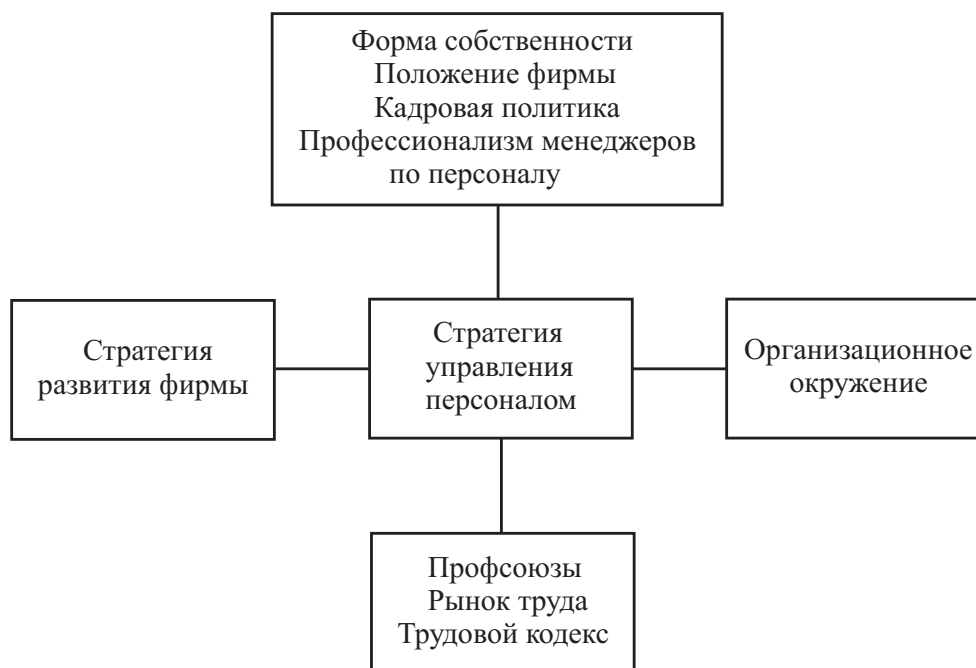 Форма собственности
Положение фирмы
Кадровая политика
Профессионализм менеджеров
по персоналу
Стратегия
развития фирмы
Стратегия
управления
персоналом
Организационное
окружение
Профсоюзы
Рынок труда
Трудовой кодекс